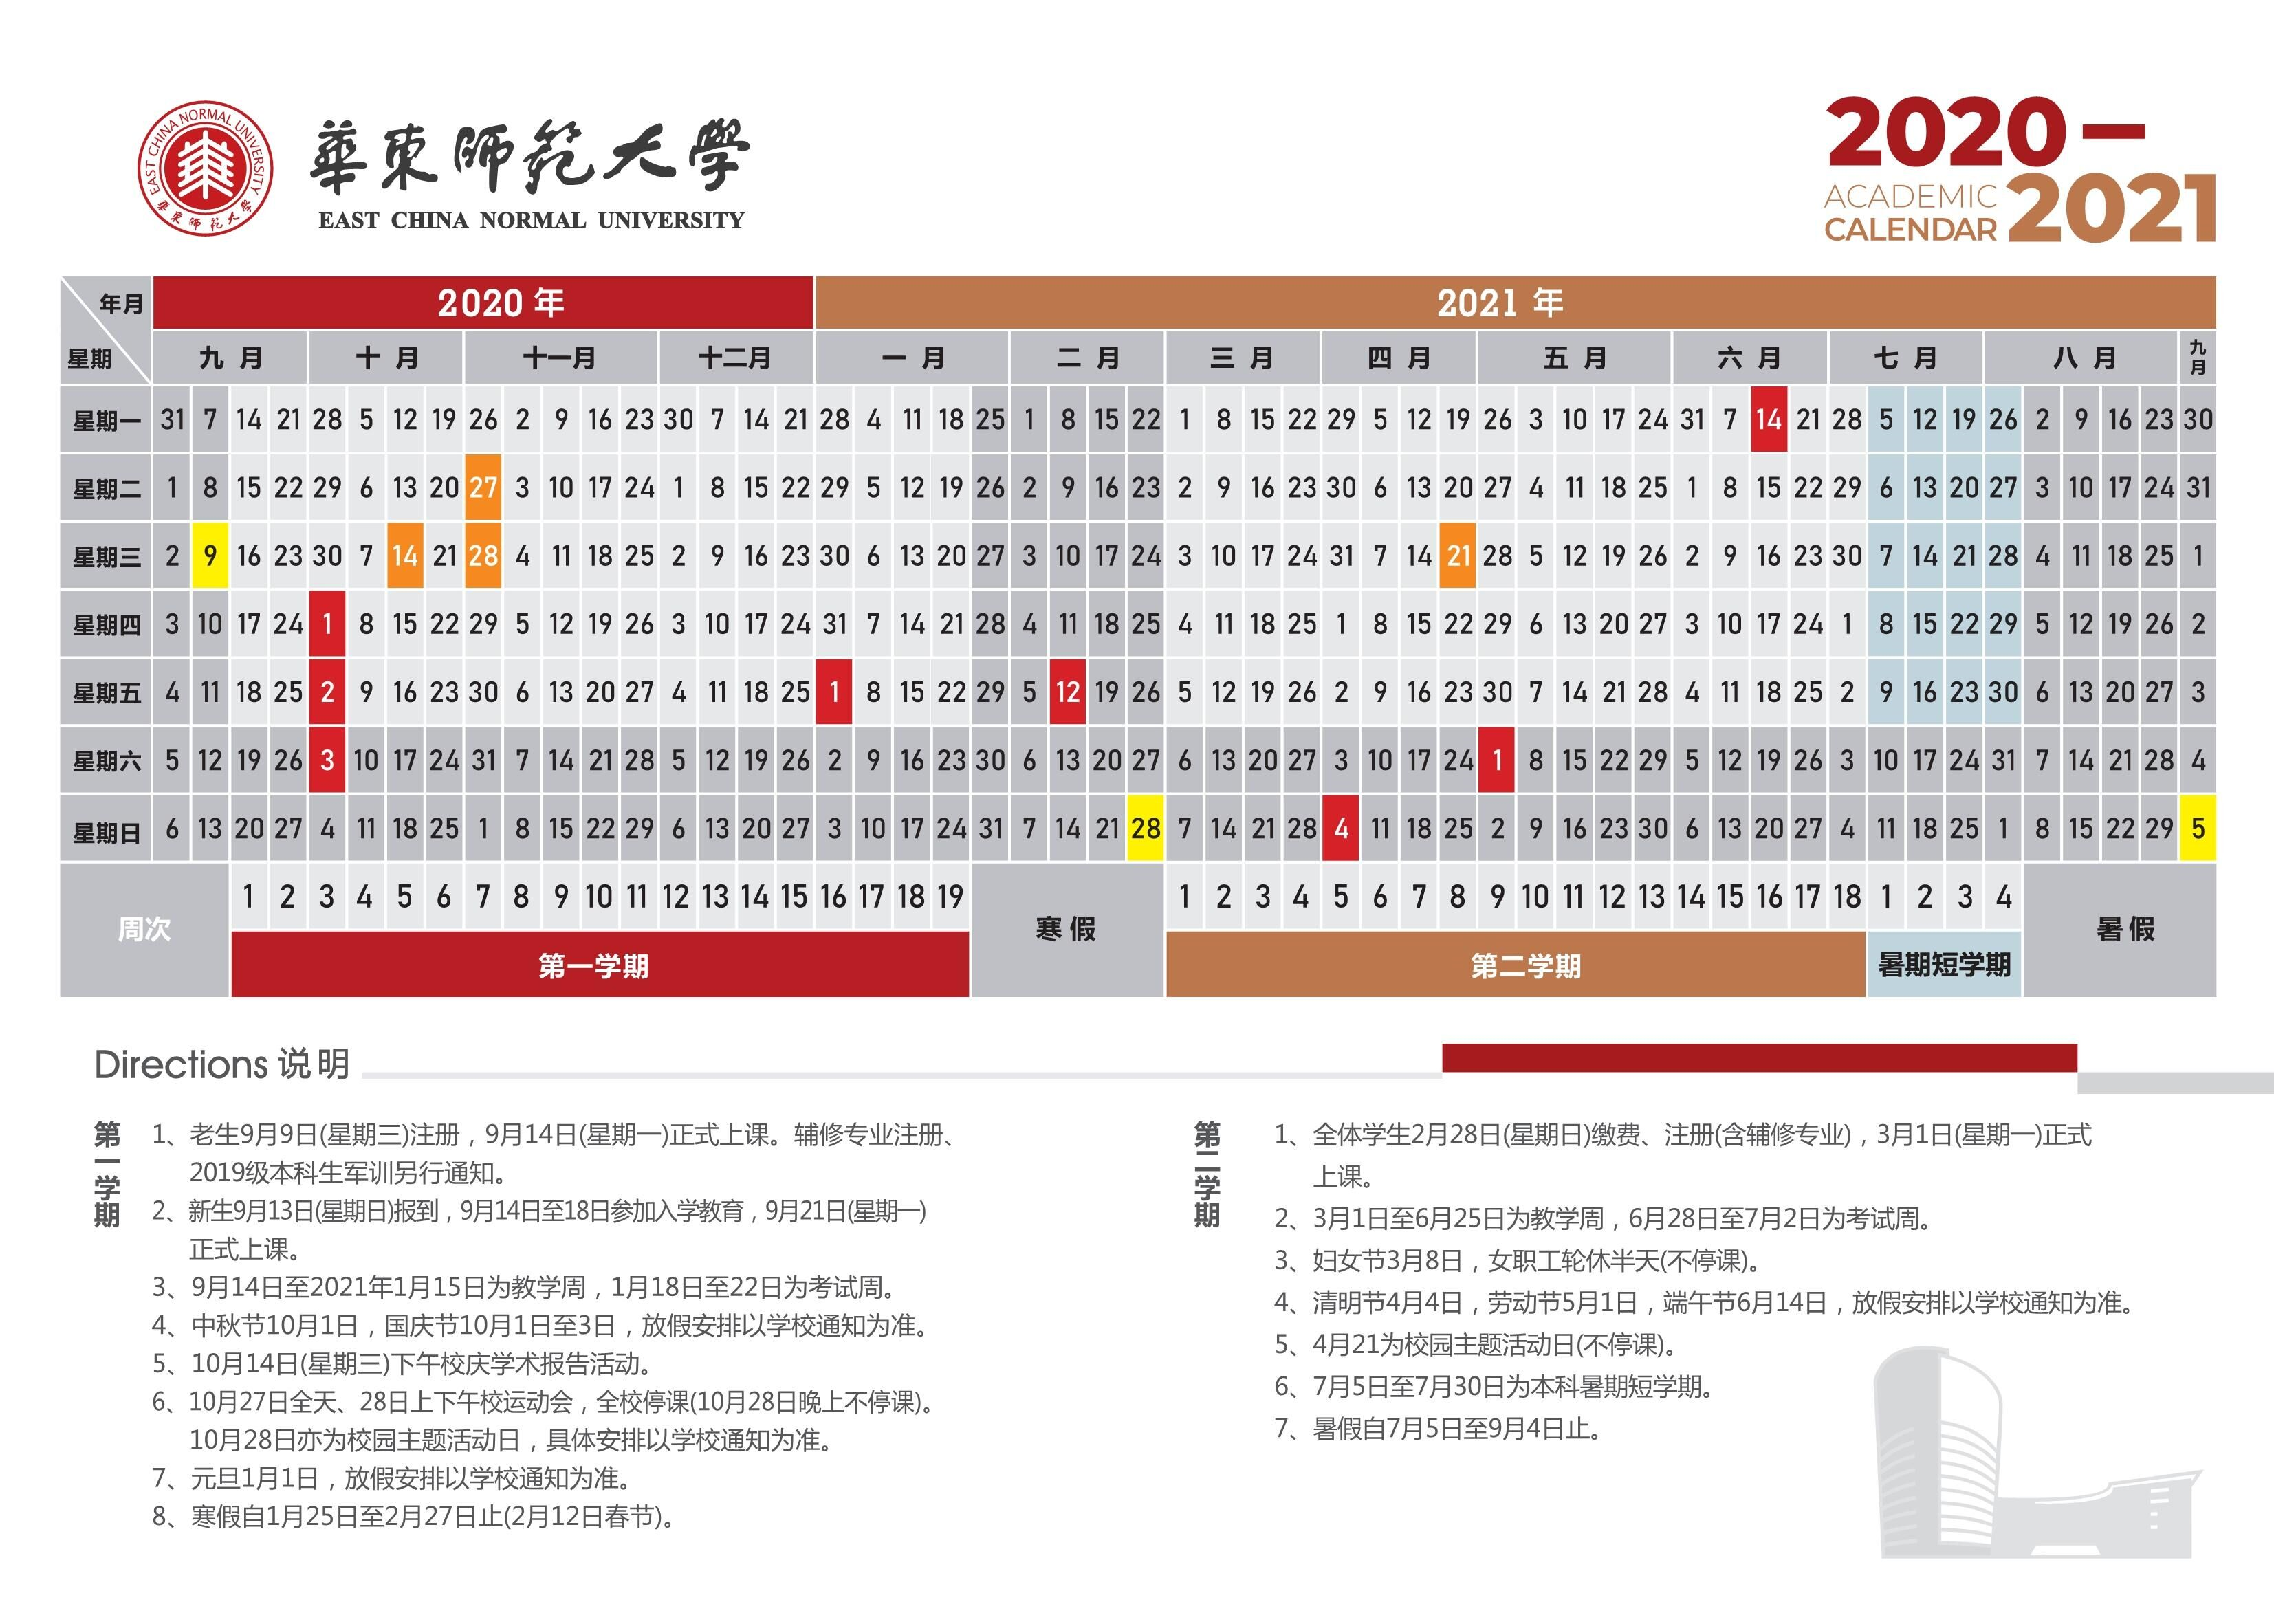 EAST CHINA NORMAL UNIVERSITY
華東師範大學
華東師範大學
EAST CHINA NORMAL UNIVERSITY
2020—
ACADEMIC
CALENDAR
2021
年月
星期
2020 年 2021 年
九 月 十 月 十一月 十二月 一 月 二 月 三 月 四 月 五 月 六 月 七 月 八 月 九月
星期一 31 7 14 21 28 5 12 19 26 2 9 16 23 30 7 14 21 28 4 11 18 25 1 8 15 22 1 8 15 22 29 5 12 19 26 3 10 17 24 31 7 14 21 28 5 12 19 26 2 9 16 23 30
星期二 1 8 15 22 29 6 13 20 27 3 10 17 24 1 8 15 22 29 5 12 19 26 2 9 16 23 2 9 16 23 30 6 13 20 27 4 11 18 25 1 8 15 22 29 6 13 20 27 3 10 17 24 31
星期三 2 9 16 23 30 7 14 21 28 4 11 18 25 2 9 16 23 30 6 13 20 27 3 10 17 24 3 10 17 24 31 7 14 21 28 5 12 19 26 2 9 16 23 30 7 14 21 28 4 11 18 25 1
星期四 3 10 17 24 1 8 15 22 29 5 12 19 26 3 10 17 24 31 7 14 21 28 4 11 18 25 4 11 18 25 1 8 15 22 29 6 13 20 27 3 10 17 24 1 8 15 22 29 5 12 19 26 2
星期五 4 11 18 25 2 9 16 23 30 6 13 20 27 4 11 18 25 1 8 15 22 29 5 12 19 26 5 12 19 26 2 9 16 23 30 7 14 21 28 4 11 18 25 2 9 16 23 30 6 13 20 27 3
星期六 5 12 19 26 3 10 17 24 31 7 14 21 28 5 12 19 26 2 9 16 23 30 6 13 20 27 6 13 20 27 3 10 17 24 1 8 15 22 29 5 12 19 26 3 10 17 24 31 7 14 21 28 4
星期日 6 13 20 27 4 11 18 25 1 8 15 22 29 6 13 20 27 3 10 17 24 31 7 14 21 28 7 14 21 28 4 11 18 25 2 9 16 23 30 6 13 20 27 4 11 18 25 1 8 15 22 29 5
周次 1 2 3 4 5 6 7 8 9 10 11 12 13 14 15 16 17 18 19 寒假 1 2 3 4 5 6 7 8 9 10 11 12 13 14 15 16 17 18 1 2 3 4 暑假
第一学期 第二学期 暑期短学期
Directions 说明
第一学期
1、老生9月9日(星期三)注册，9月14日(星期一)正式上课。辅修专业注册、
2019级本科生军训另行通知。
2、新生9月13日(星期日)报到，9月14日至18日参加入学教育，9月21日(星期一)
正式上课。
3、9月14日至2021年1月15日为教学周，1月18日至22日为考试周。
4、中秋节10月1日，国庆节10月1日至3日，放假安排以学校通知为准。
5、10月14日(星期三)下午校庆学术报告活动。
6、10月27日全天、28日上下午校运动会，全校停课(10月28日晚上不停课)。
10月28日亦为校园主题活动日，具体安排以学校通知为准。
7、元旦1月1日，放假安排以学校通知为准。
8、寒假自1月25日至2月27日止(2月12日春节)。
第二学期
1、全体学生2月28日(星期日)缴费、注册(含辅修专业)，3月1日(星期一)正式
上课。
2、3月1日至6月25日为教学周，6月28日至7月2日为考试周。
3、妇女节3月8日，女职工轮休半天(不停课)。
4、清明节4月4日，劳动节5月1日，端午节6月14日，放假安排以学校通知为准。
5、4月21为校园主题活动日(不停课)。
6、7月5日至7月30日为本科暑期短学期。
7、暑假自7月5日至9月4日止。